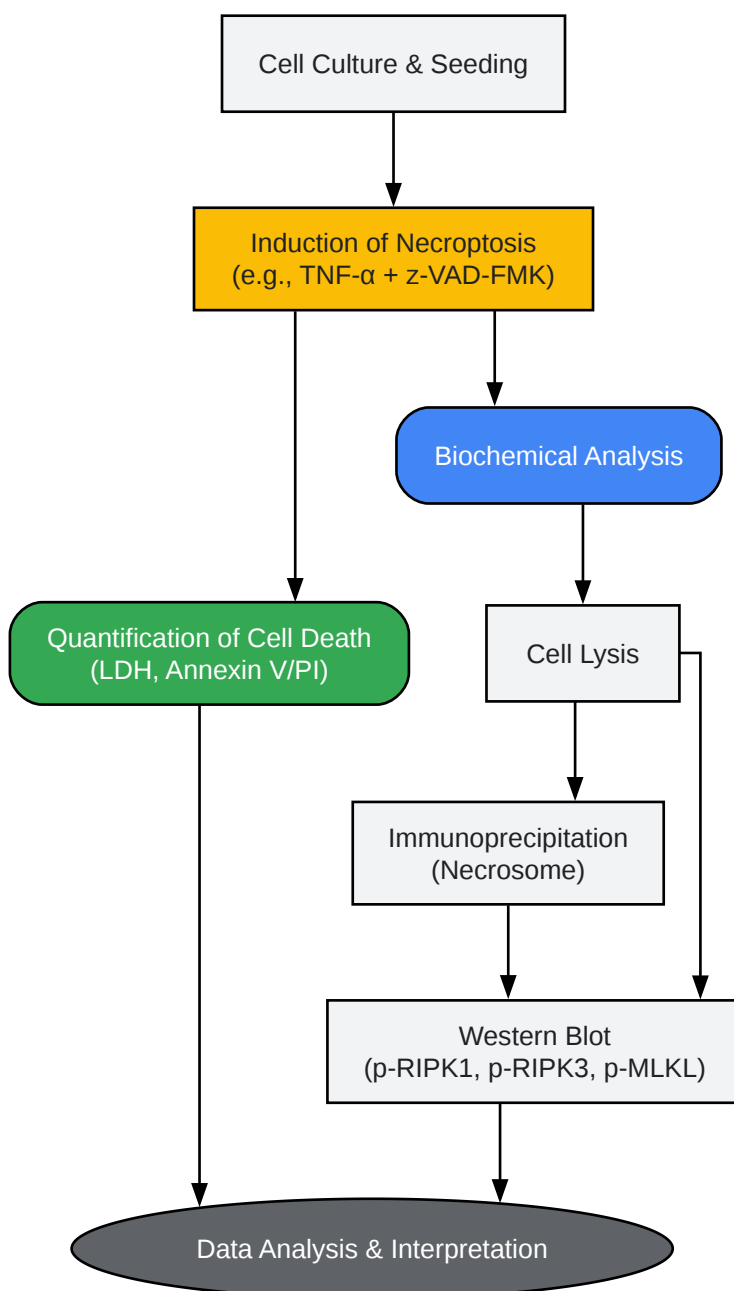 Cell Culture & Seeding
Induction of Necroptosis
(e.g., TNF-α + z-VAD-FMK)
Biochemical Analysis
Quantification of Cell Death
(LDH, Annexin V/PI)
Cell Lysis
Immunoprecipitation
(Necrosome)
Western Blot
(p-RIPK1, p-RIPK3, p-MLKL)
Data Analysis & Interpretation